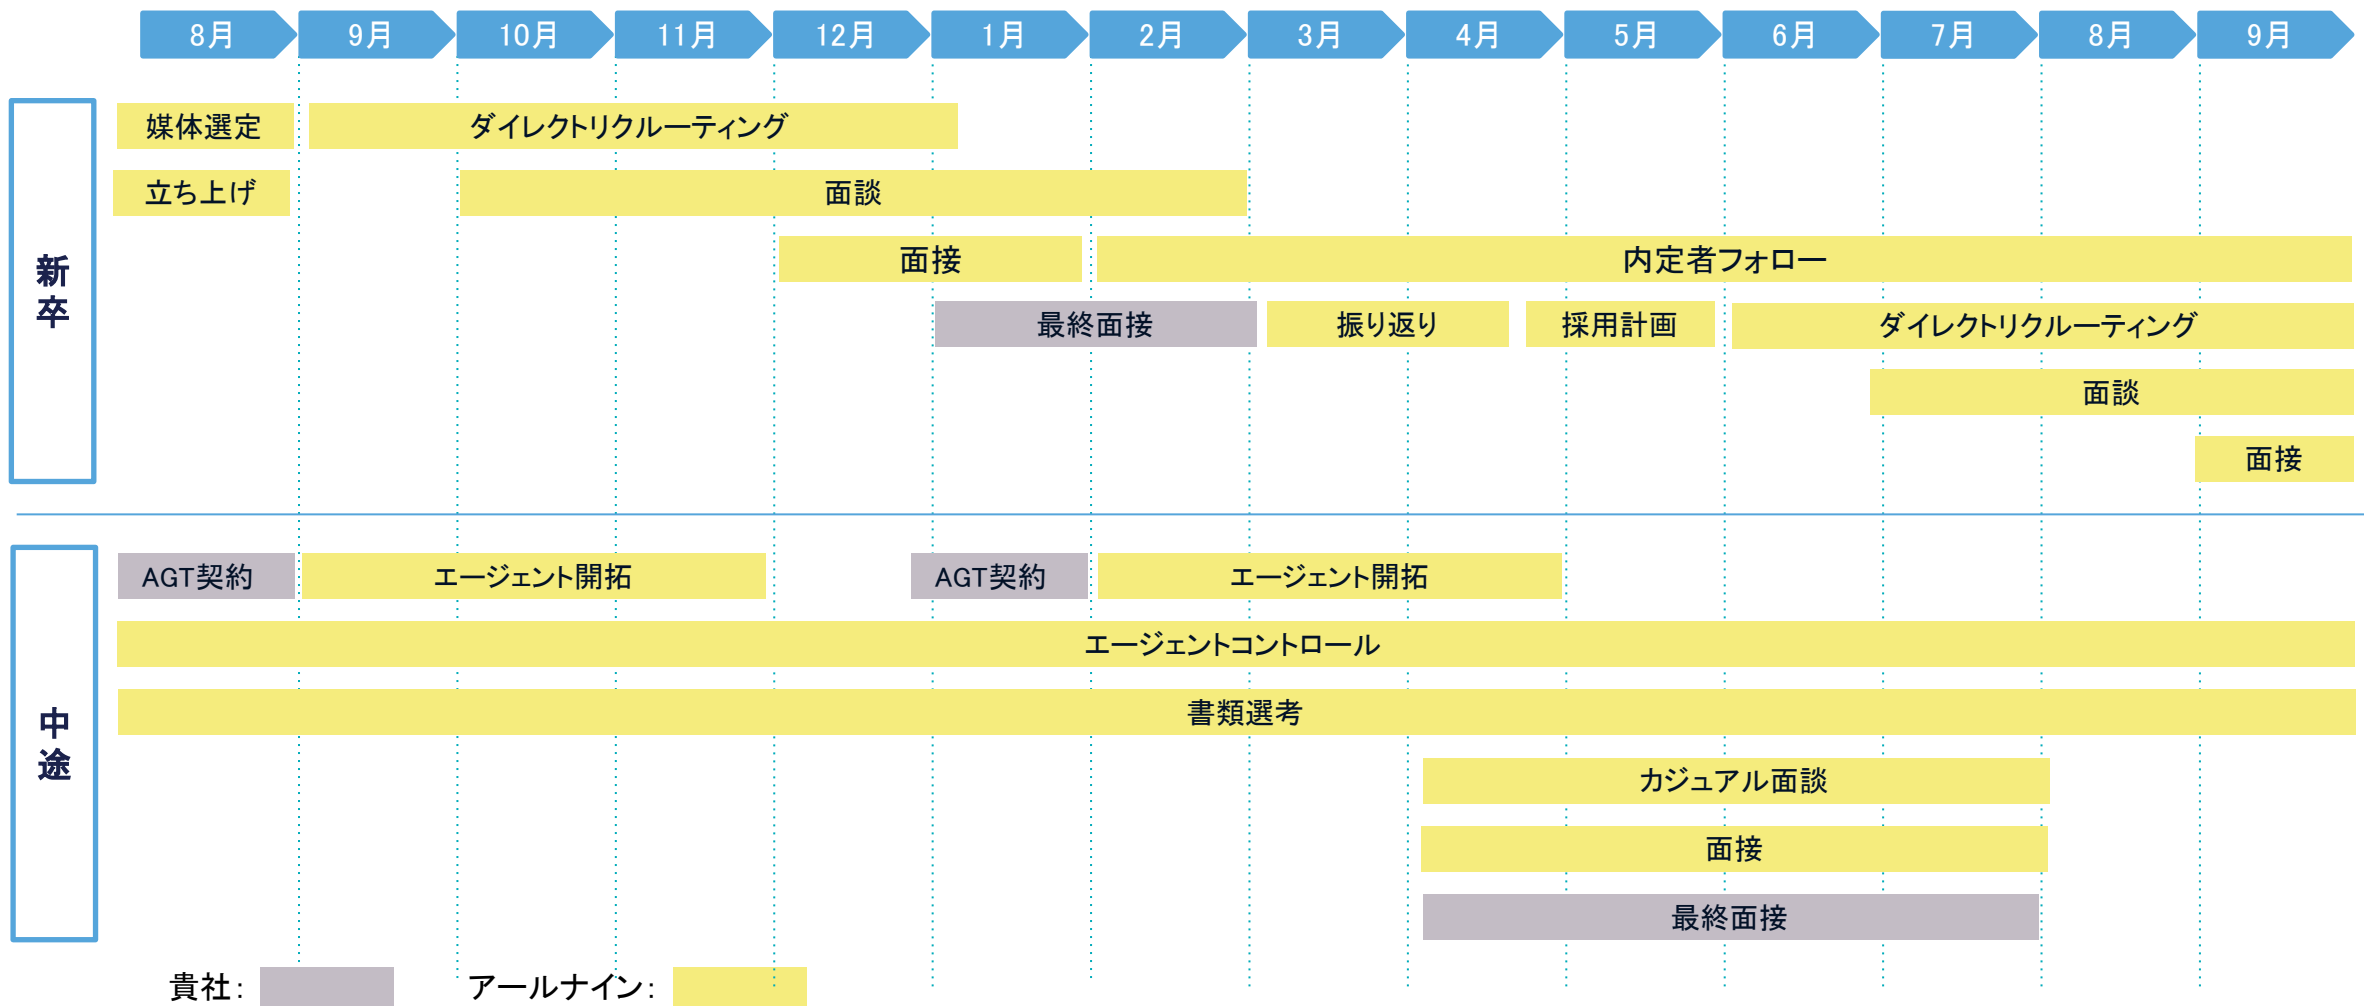 8月 9月 10月 11月 12月 1月 2月 3月 4月 5月 6月 7月 8月 9月
新卒
媒体選定 ダイレクトリクルーティング
立ち上げ 面談
面接 内定者フォロー
最終面接 振り返り 採用計画 ダイレクトリクルーティング
面談
面接
中途
AGT契約 エージェント開拓 AGT契約 エージェント開拓
エージェントコントロール
書類選考
カジュアル面談
面接
最終面接
貴社： アールナイン：